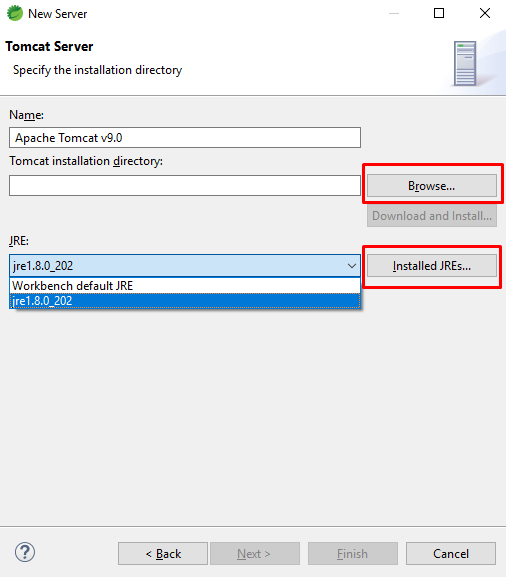 New Server
Tomcat Server
Specify the installation directory
Name:
Apache Tomcat v9.0
Tomcat installation directory:
Browse...
Download and Install...
JRE:
jre1.8.0_202
Installed JREs...
Workbench default JRE
jre1.8.0_202
?
< Back
Next >
Finish
Cancel